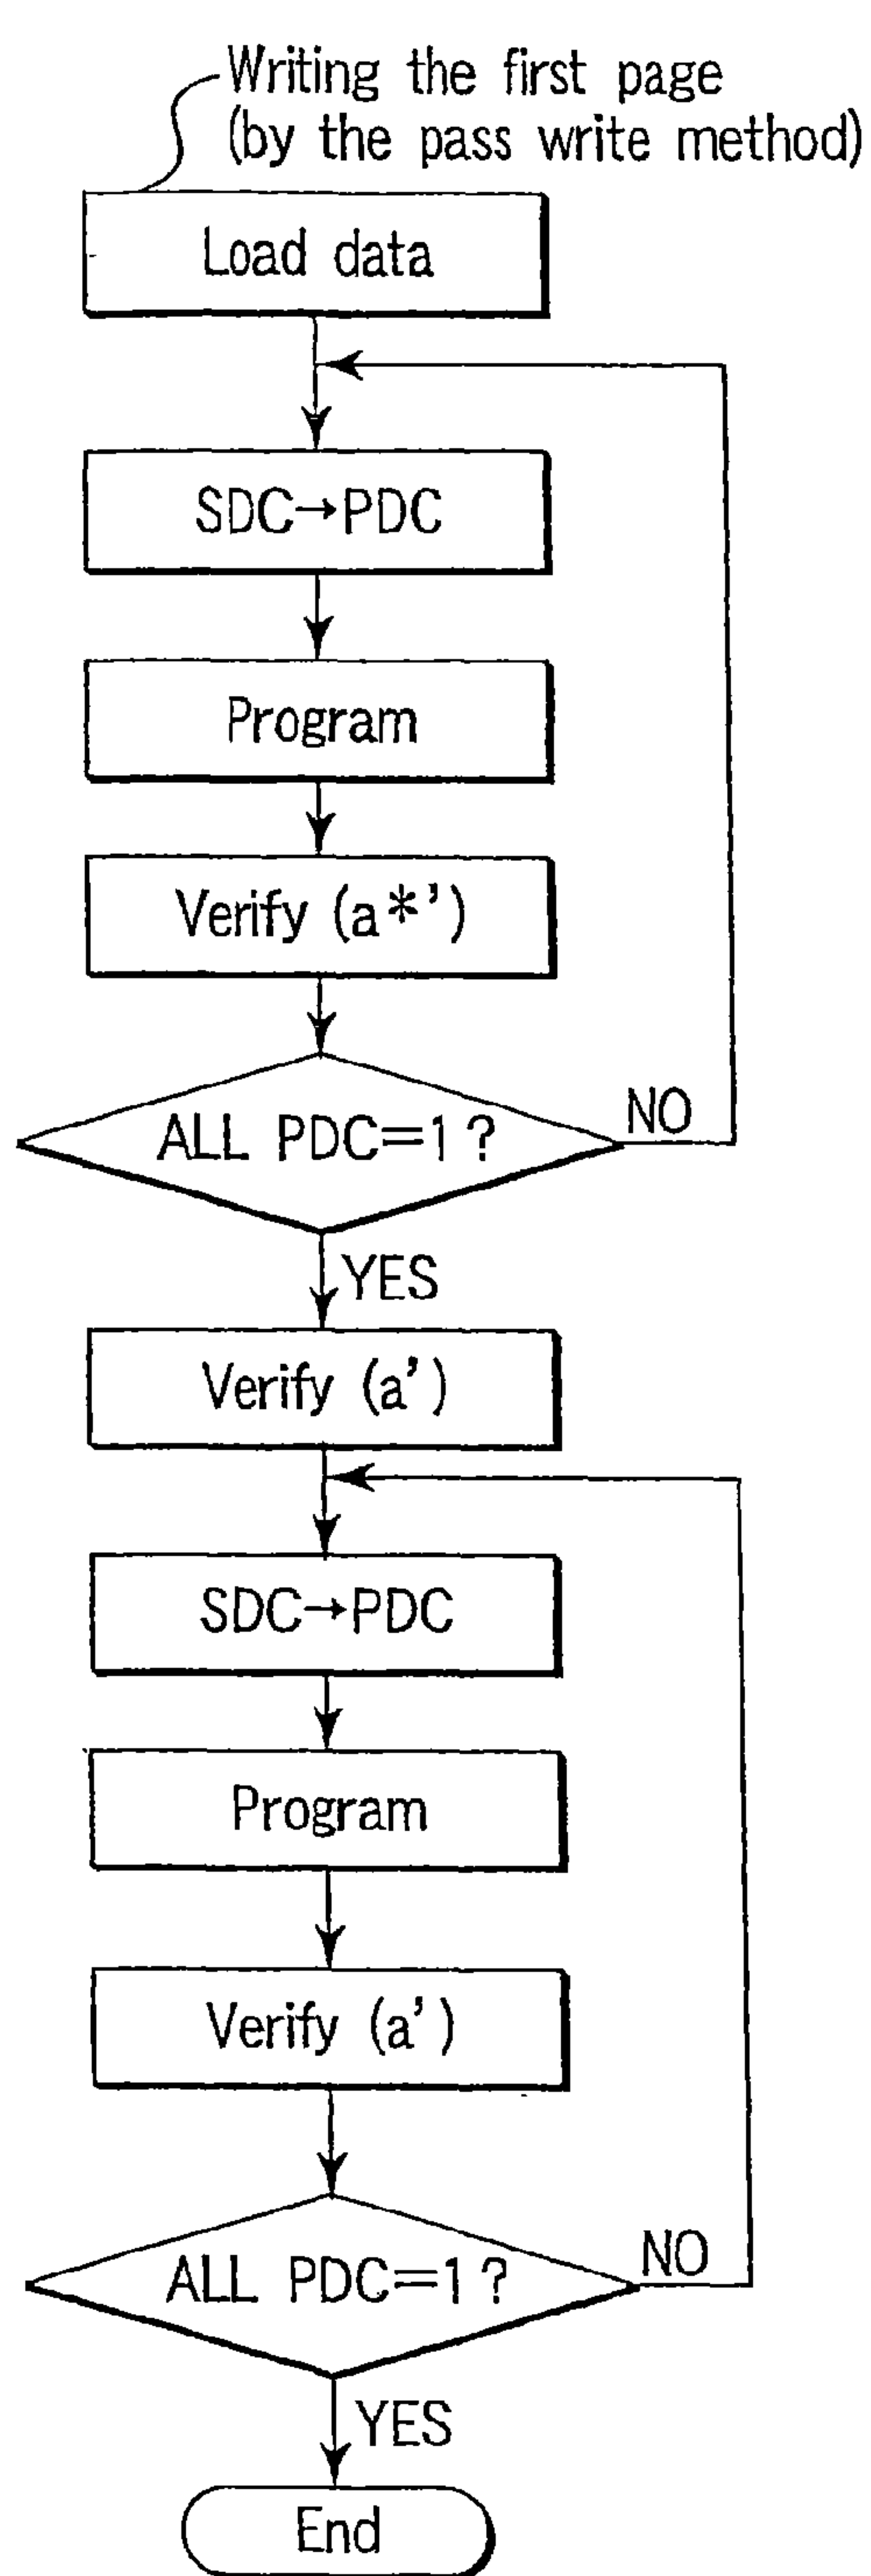 Writing the first page
(by the pass write method)
Load data
SDC→PDC
Program
Verify (a*')
ALL PDC=1?
NO
YES
Verify (a')
SDC→PDC
Program
Verify (a')
ALL PDC=1?
NO
YES
End